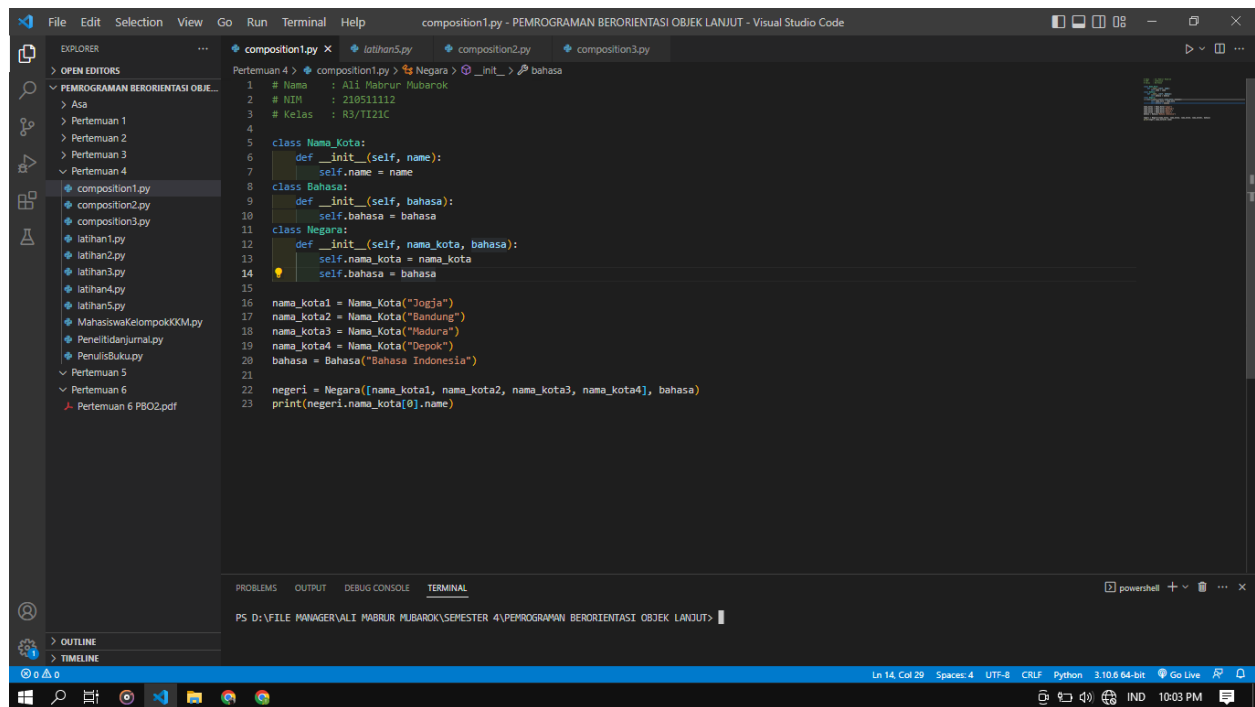 File Edit Selection View Go Run Terminal Help composition1.py - PEMROGRAMAN BERORIENTASI OBJEK LANJUT - Visual Studio Code
EXPLORER
OPEN EDITORS
PEMROGRAMAN BERORIENTASI OBJE...
Asa
Pertemuan 1
Pertemuan 2
Pertemuan 3
Pertemuan 4
composition1.py
composition2.py
composition3.py
latihan1.py
latihan2.py
latihan3.py
latihan4.py
latihan5.py
MahasiswaKelompokKKM.py
Penelitidanjurnal.py
PenulisBuku.py
Pertemuan 5
Pertemuan 6
Pertemuan 6 PBO2.pdf
OUTLINE
TIMELINE
composition1.py latihan5.py composition2.py composition3.py
Pertemuan 4 > composition1.py > Negara > __init__ > bahasa
1 # Nama : Ali Mabrur Mubarok
2 # NIM : 210511112
3 # Kelas : R3/TI21C
4
5 class Nama_Kota:
6 def __init__(self, name):
7 self.name = name
8 class Bahasa:
9 def __init__(self, bahasa):
10 self.bahasa = bahasa
11 class Negara:
12 def __init__(self, nama_kota, bahasa):
13 self.nama_kota = nama_kota
14 self.bahasa = bahasa
15
16 nama_kota1 = Nama_Kota("Jogja")
17 nama_kota2 = Nama_Kota("Bandung")
18 nama_kota3 = Nama_Kota("Madura")
19 nama_kota4 = Nama_Kota("Depok")
20 bahasa = Bahasa("Bahasa Indonesia")
21
22 negeri = Negara([nama_kota1, nama_kota2, nama_kota3, nama_kota4], bahasa)
23 print(negeri.nama_kota[0].name)
PROBLEMS OUTPUT DEBUG CONSOLE TERMINAL powershell
PS D:\FILE MANAGER\ALI MABRUR MUBAROK\SEMESTER 4\PEMROGRAMAN BERORIENTASI OBJEK LANJUT>
1
0 0 Ln 14, Col 29 Spaces: 4 UTF-8 CRLF Python 3.10.6 64-bit Go Live
IND 10:03 PM